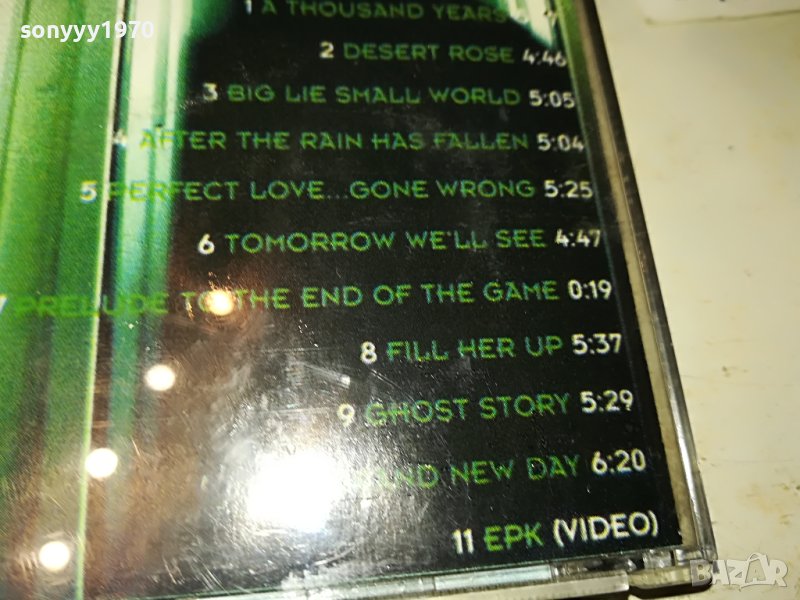 sonyyy1970
1 A THOUSAND YEARS
2 DESERT ROSE 4:46
3 BIG LIE SMALL WORLD 5:05
4 AFTER THE RAIN HAS FALLEN 5:04
5 PERFECT LOVE...GONE WRONG 5:25
6 TOMORROW WE'LL SEE 4:47
7 PRELUDE TO THE END OF THE GAME 0:19
8 FILL HER UP 5:37
9 GHOST STORY 5:29
NEW DAY 6:20
11 EPK (VIDEO)
BAZAR